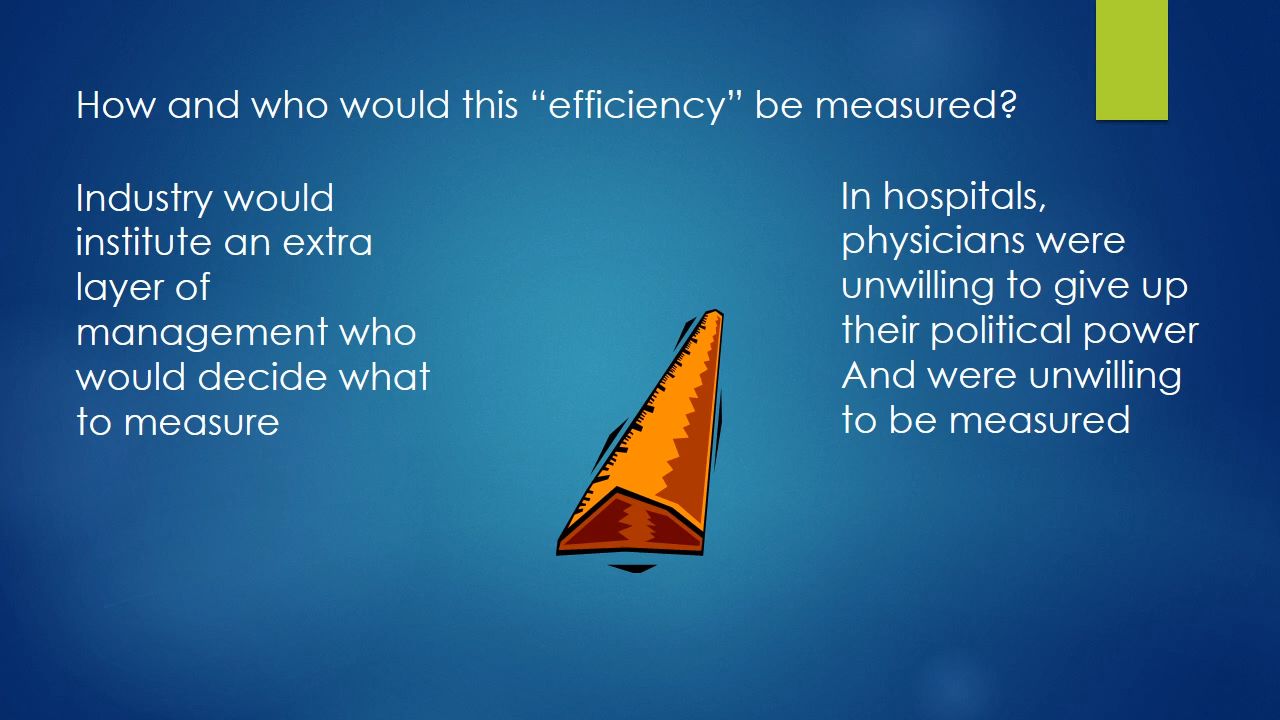 How and who would this “efficiency” be measured?
Industry would
institute an extra
layer of
management who
would decide what
to measure
In hospitals,
physicians were
unwilling to give up
their political power
And were unwilling
to be measured